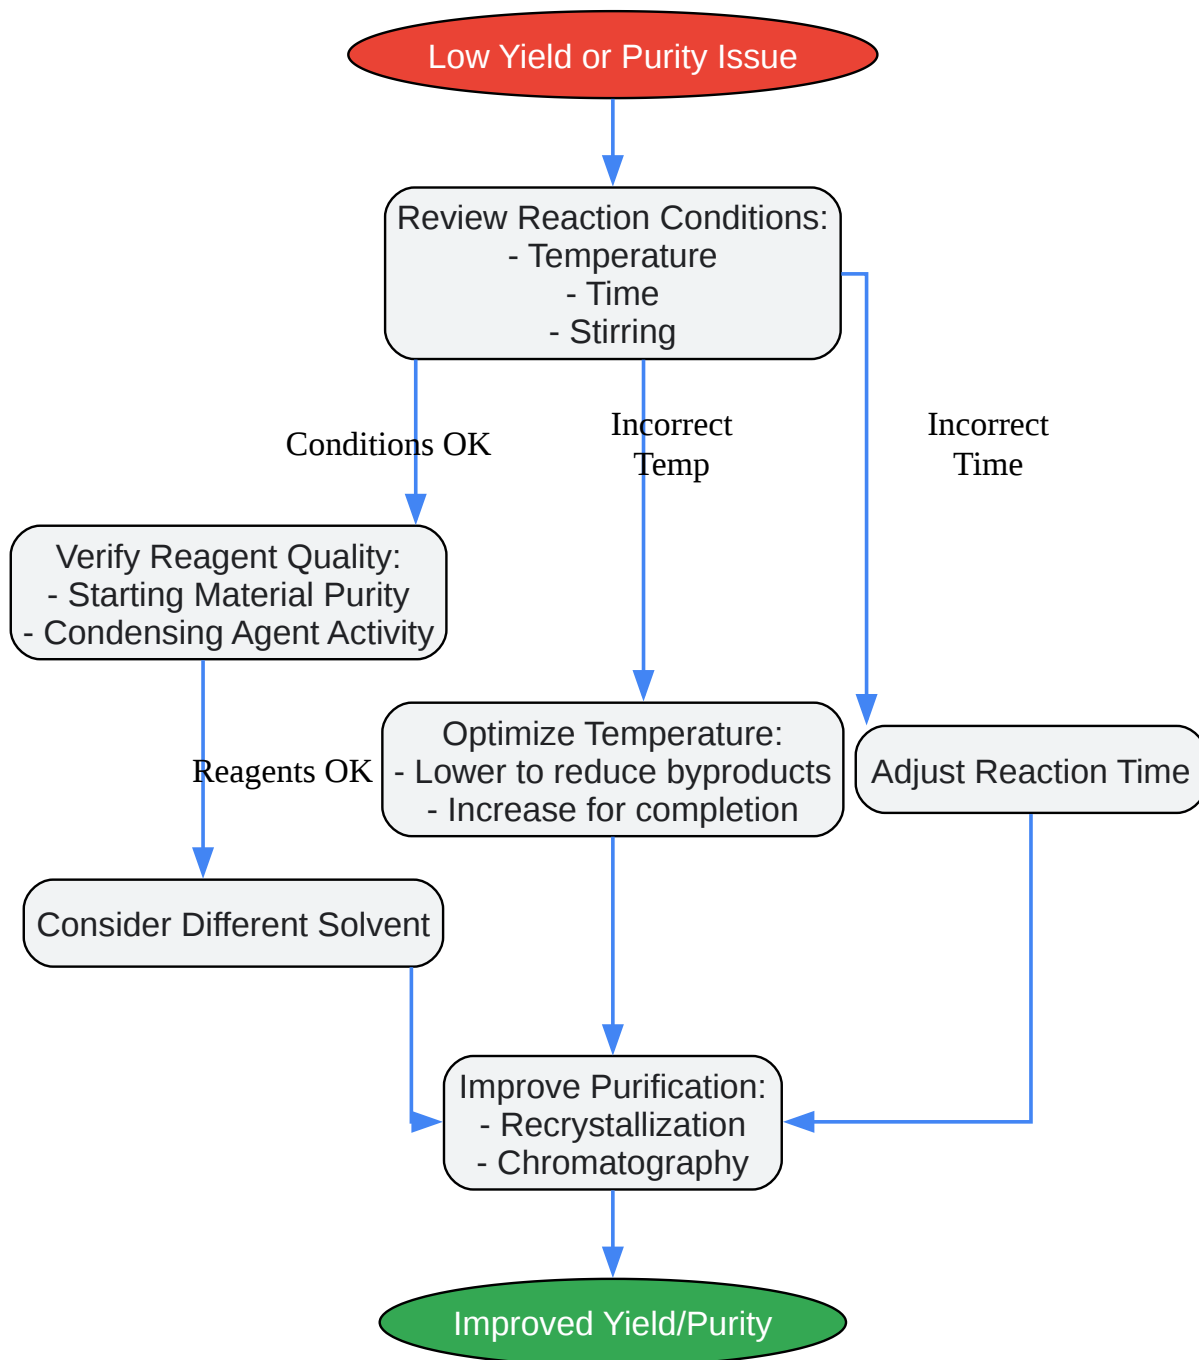 Low Yield or Purity Issue
Review Reaction Conditions:
- Temperature
- Time
- Stirring
Conditions OK
Incorrect
Temp
Incorrect
Time
Verify Reagent Quality:
- Starting Material Purity
- Condensing Agent Activity
Optimize Temperature:
- Lower to reduce byproducts
- Increase for completion
Adjust Reaction Time
Reagents OK
Consider Different Solvent
Improve Purification:
- Recrystallization
- Chromatography
Improved Yield/Purity